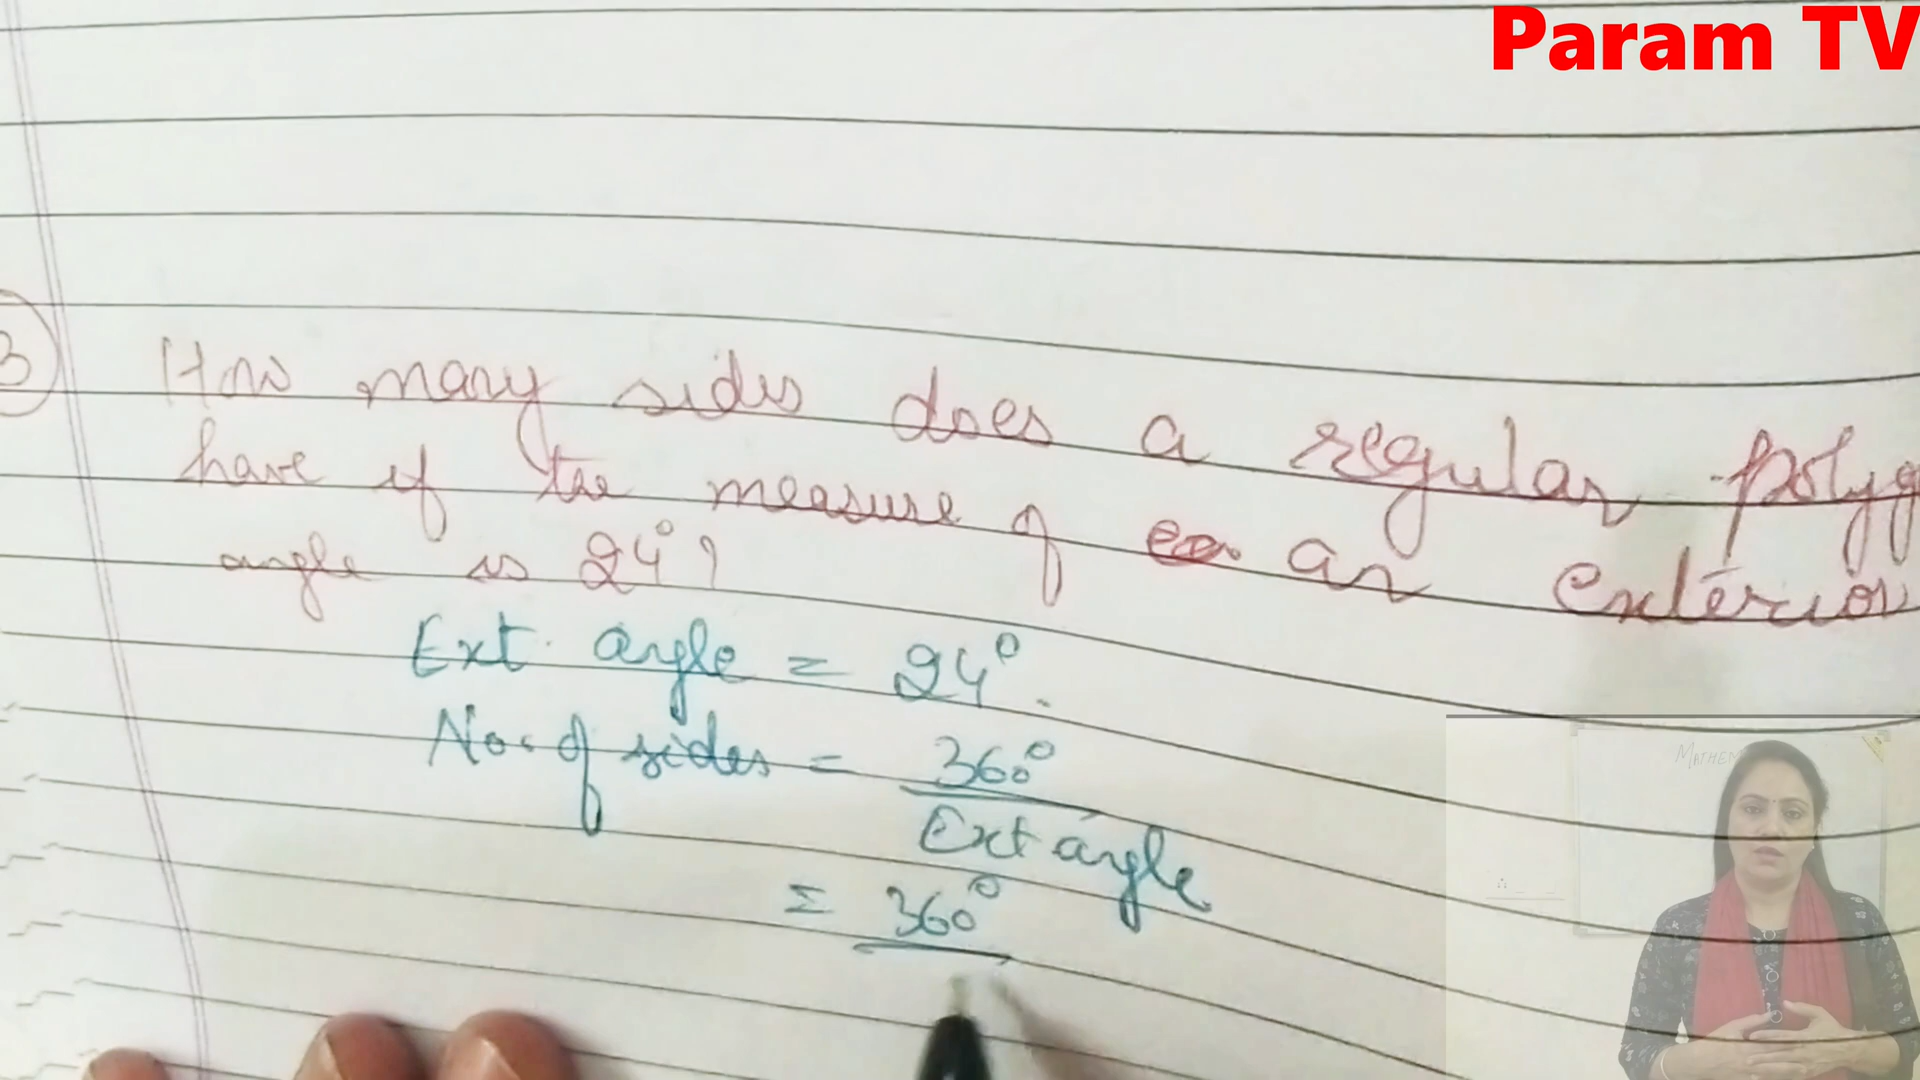 Param TV
3 How many sides does a regular polyg
have if the measure of an exterior
angle is 24°?
Ext. angle = 24°.
No. of sides = 360°
Ext angle
= 360°
MATHEM